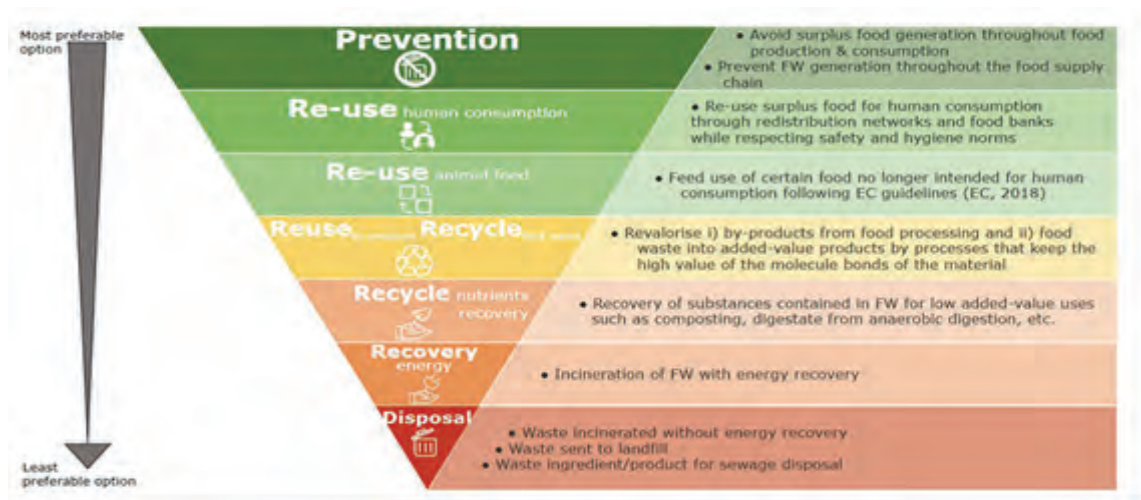 Most preferable
option
Prevention
• Avoid surplus food generation throughout food
production & consumption
• Prevent FW generation throughout the food supply
chain
Re-use human consumption
• Re-use surplus food for human consumption
through redistribution networks and food banks
while respecting safety and hygiene norms
Re-use animal feed
• Feed use of certain food no longer intended for human
consumption following EC guidelines (EC, 2018)
Reuse Recycle
• Revalorise i) by-products from food processing and ii) food
waste into added-value products by processes that keep the
high value of the molecule bonds of the material
Recycle nutrients
recovery
• Recovery of substances contained in FW for low added-value uses
such as composting, digestate from anaerobic digestion, etc.
Recovery
energy
• Incineration of FW with energy recovery
Disposal
• Waste incinerated without energy recovery
• Waste sent to landfill
• Waste ingredient/product for sewage disposal
Least
preferable option